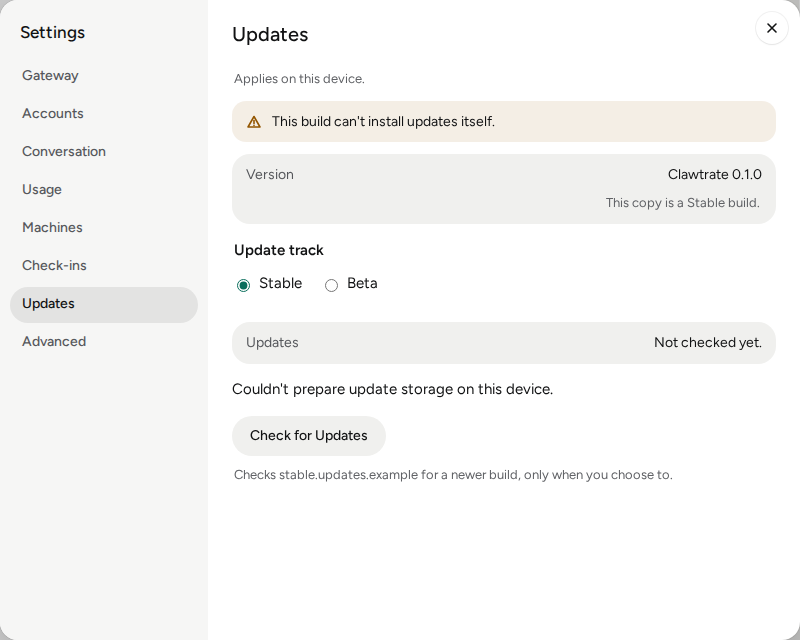 Settings
Gateway
Accounts
Conversation
Usage
Machines
Check-ins
Updates
Advanced
Updates
Applies on this device.
This build can't install updates itself.
Version Clawtrate 0.1.0
This copy is a Stable build.
Update track
Stable Beta
Updates Not checked yet.
Couldn't prepare update storage on this device.
Check for Updates
Checks stable.updates.example for a newer build, only when you choose to.